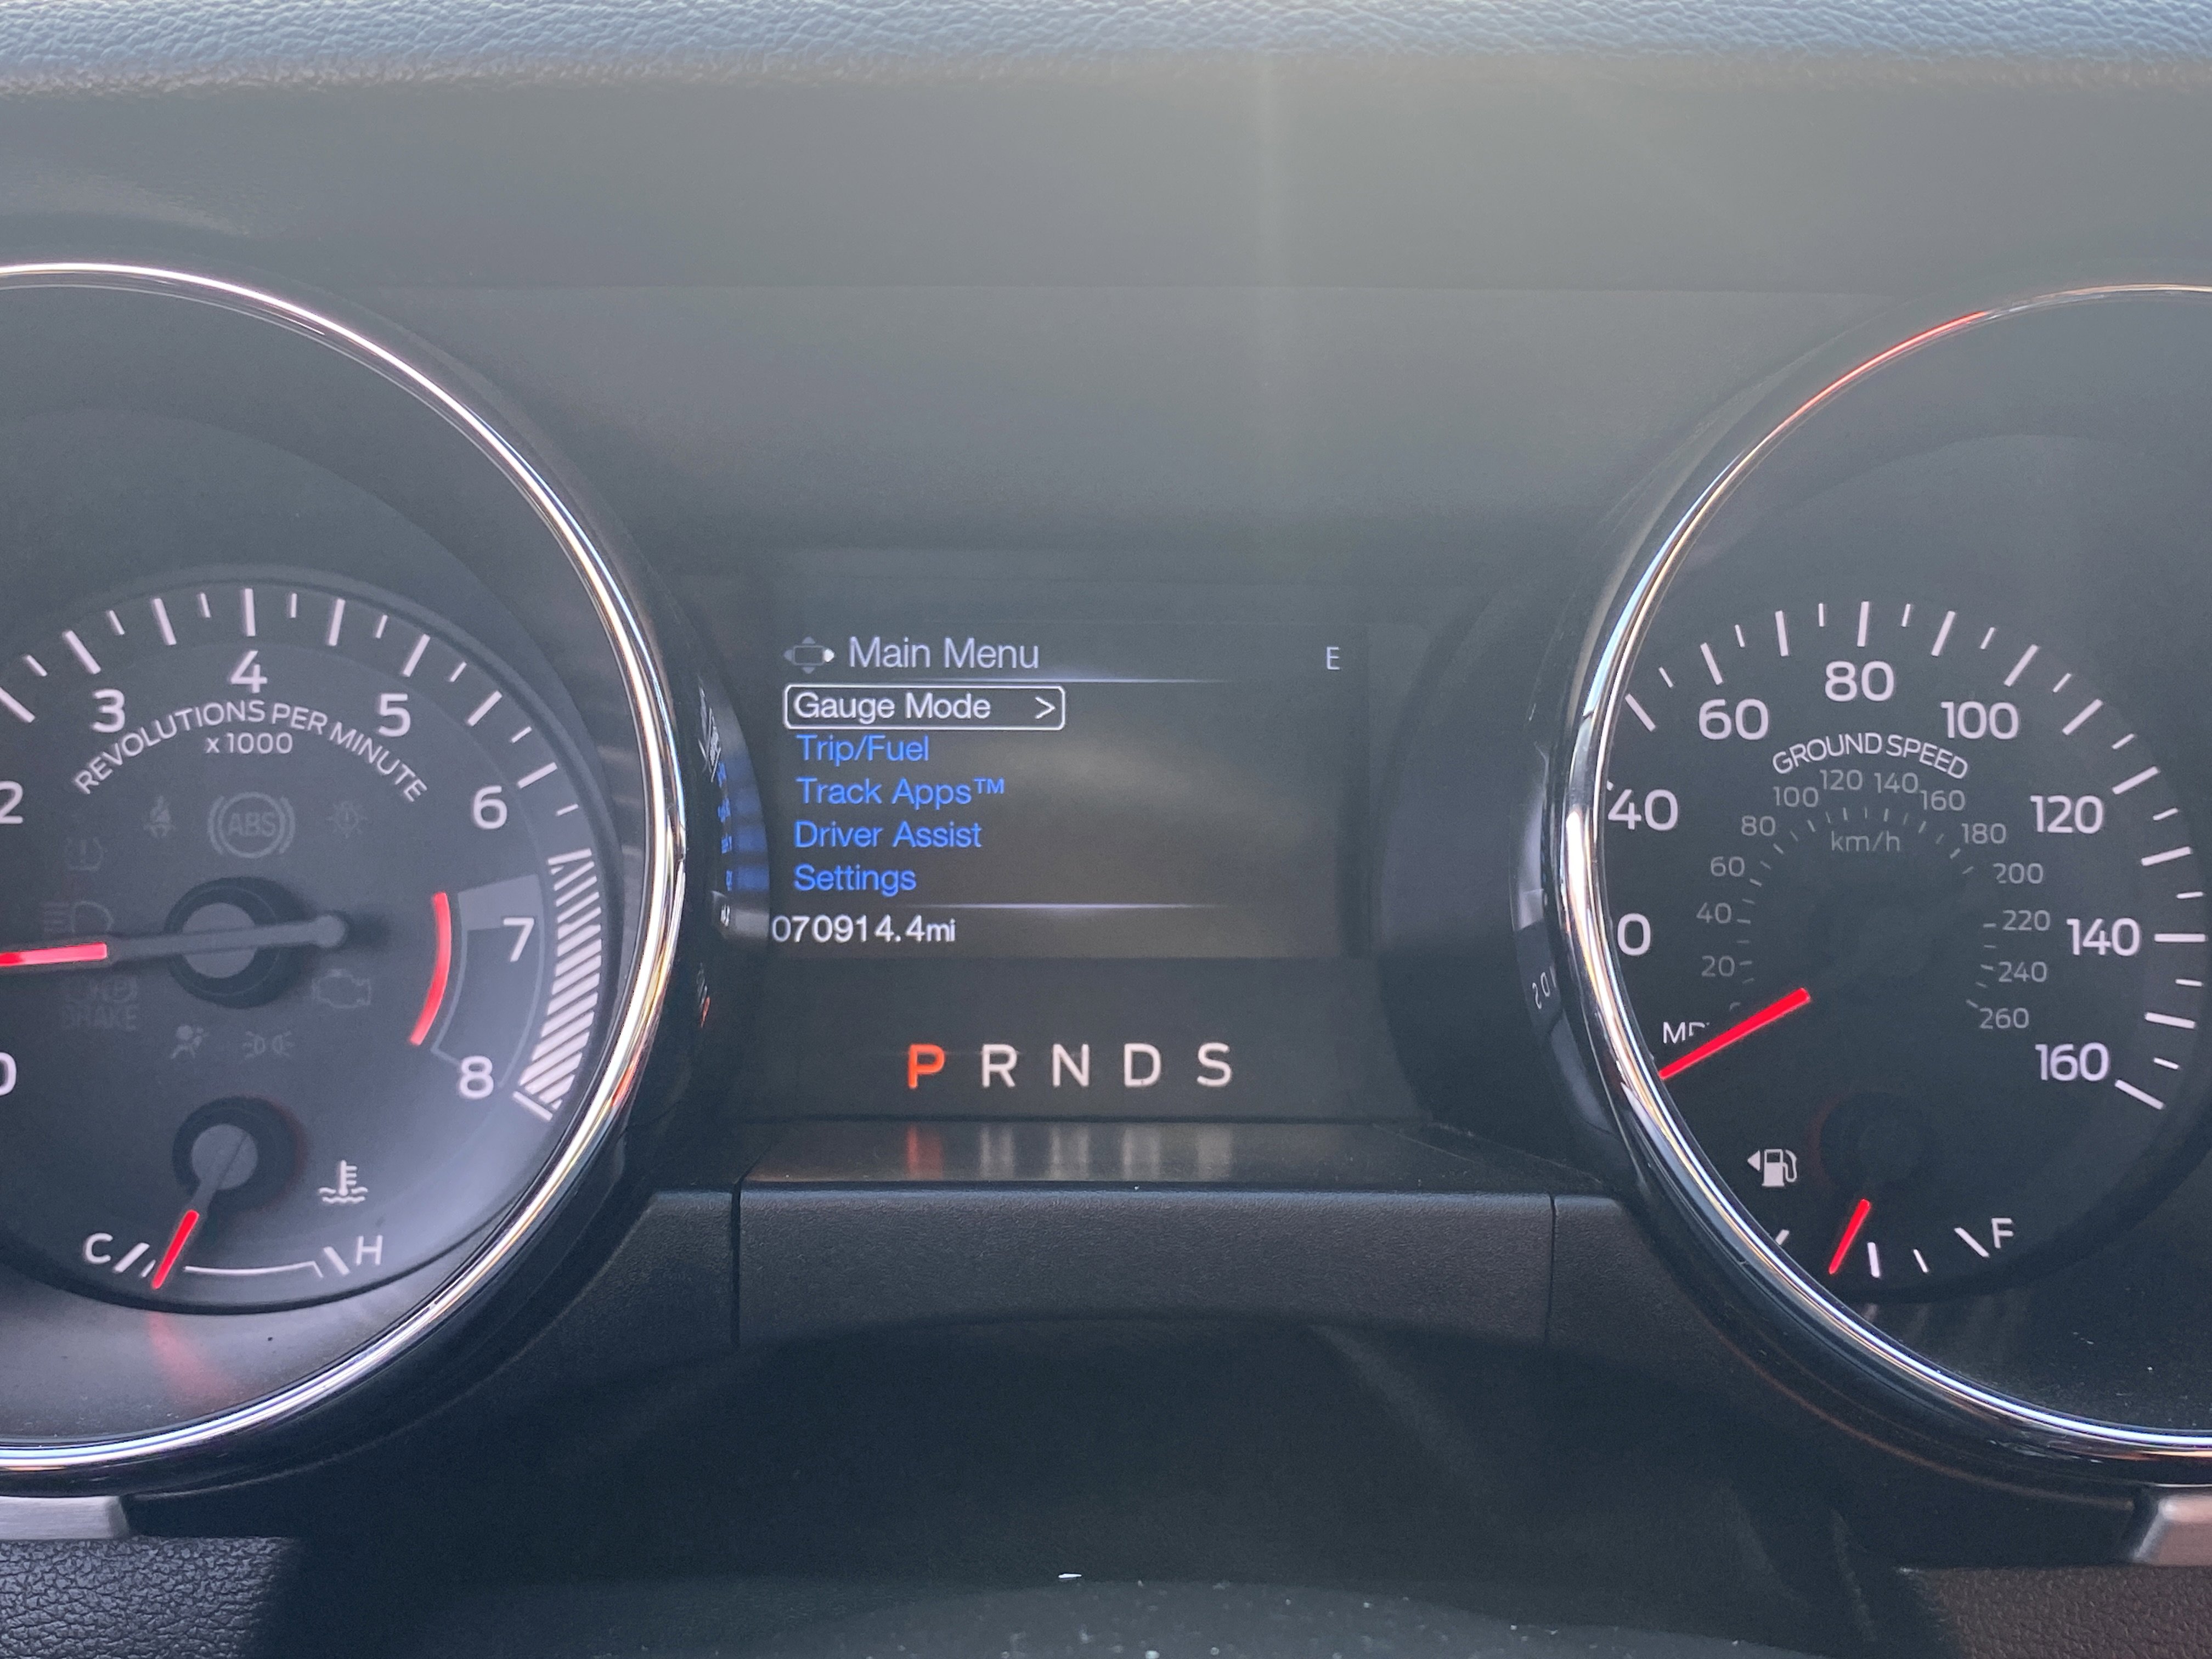 Main Menu E
Gauge Mode >
Trip/Fuel
Track Apps™
Driver Assist
Settings
070914.4mi
P R N D S
2 3 4 5 6 7 8
REVOLUTIONS PER MINUTE
x1000
ABS
BRAKE
C H
40 60 80 100 120 140 160
GROUND SPEED
20 40 60 80 100 120 140 160 180 200 220 240 260
km/h
F